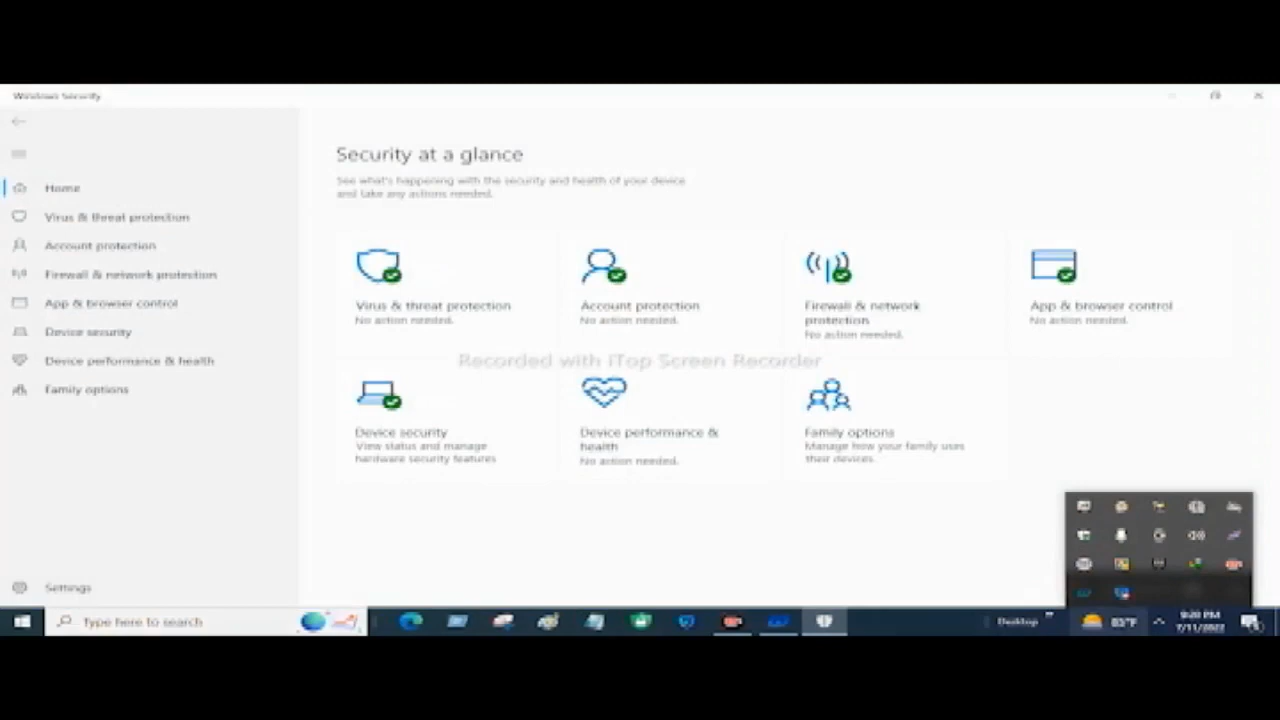 Windows Security
Home
Virus & threat protection
Account protection
Firewall & network protection
App & browser control
Device security
Device performance & health
Family options
Settings
Security at a glance
See what's happening with the security and health of your device
and take any actions needed.
Virus & threat protection
No action needed.
Account protection
No action needed.
Firewall & network
protection
No action needed.
App & browser control
No action needed.
Recorded with iTop Screen Recorder
Device security
View status and manage
hardware security features
Device performance &
health
No action needed.
Family options
Manage how your family uses
their devices.
Type here to search
Desktop
83°F
9:20 PM
7/11/2022